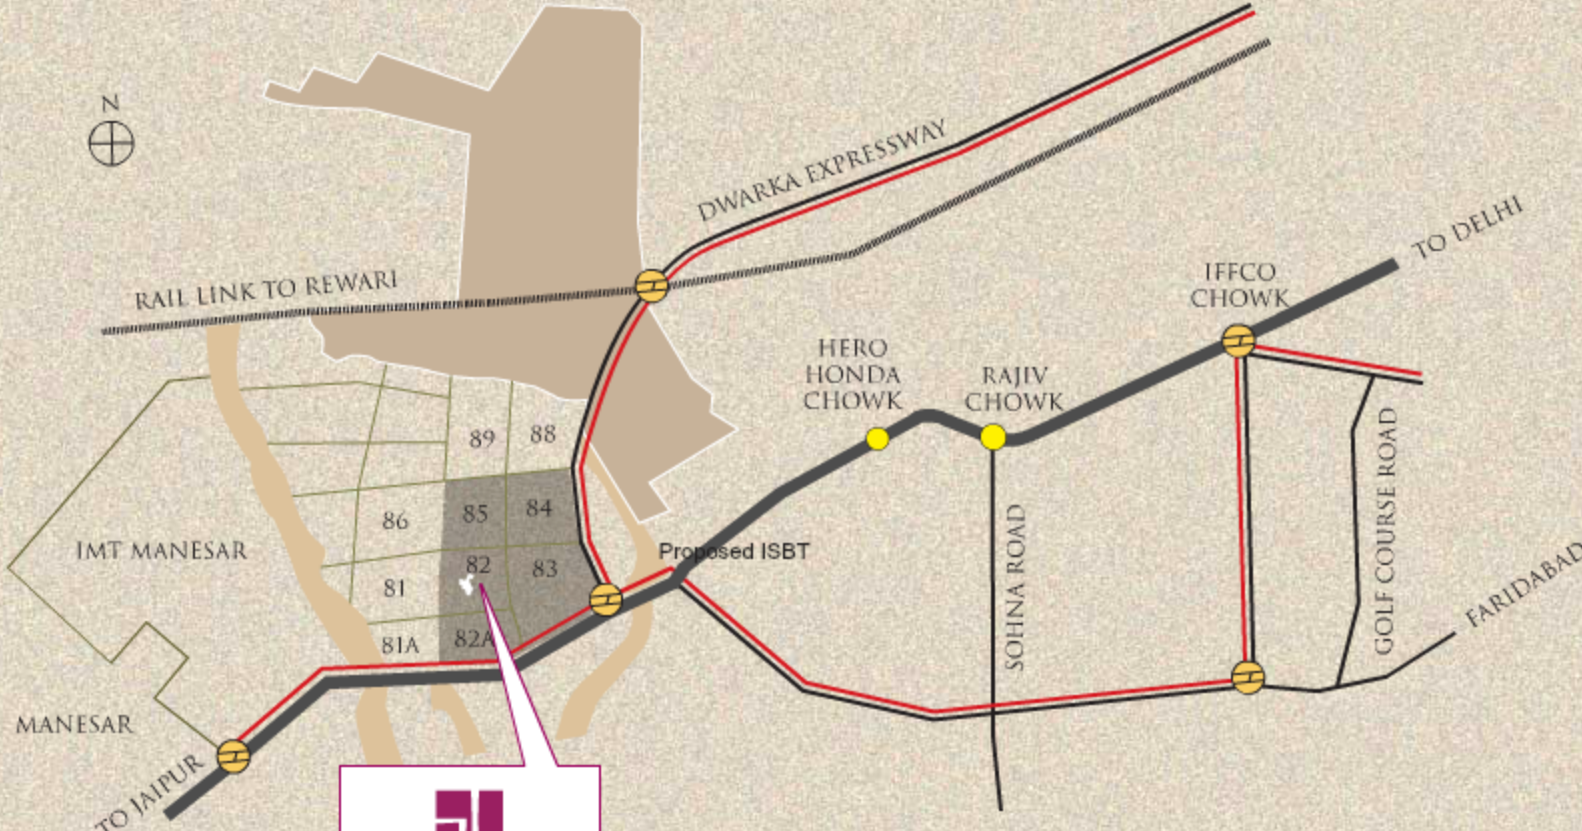 N
DWARKA EXPRESSWAY
TO DELHI
RAIL LINK TO REWARI
IFFCO
CHOWK
HERO
HONDA
CHOWK
RAJIV
CHOWK
89
88
86
85
84
IMT MANESAR
Proposed ISBT
81
82
83
SOHNA ROAD
GOLF COURSE ROAD
FARIDABAD
81A
82A
MANESAR
TO JAIPUR